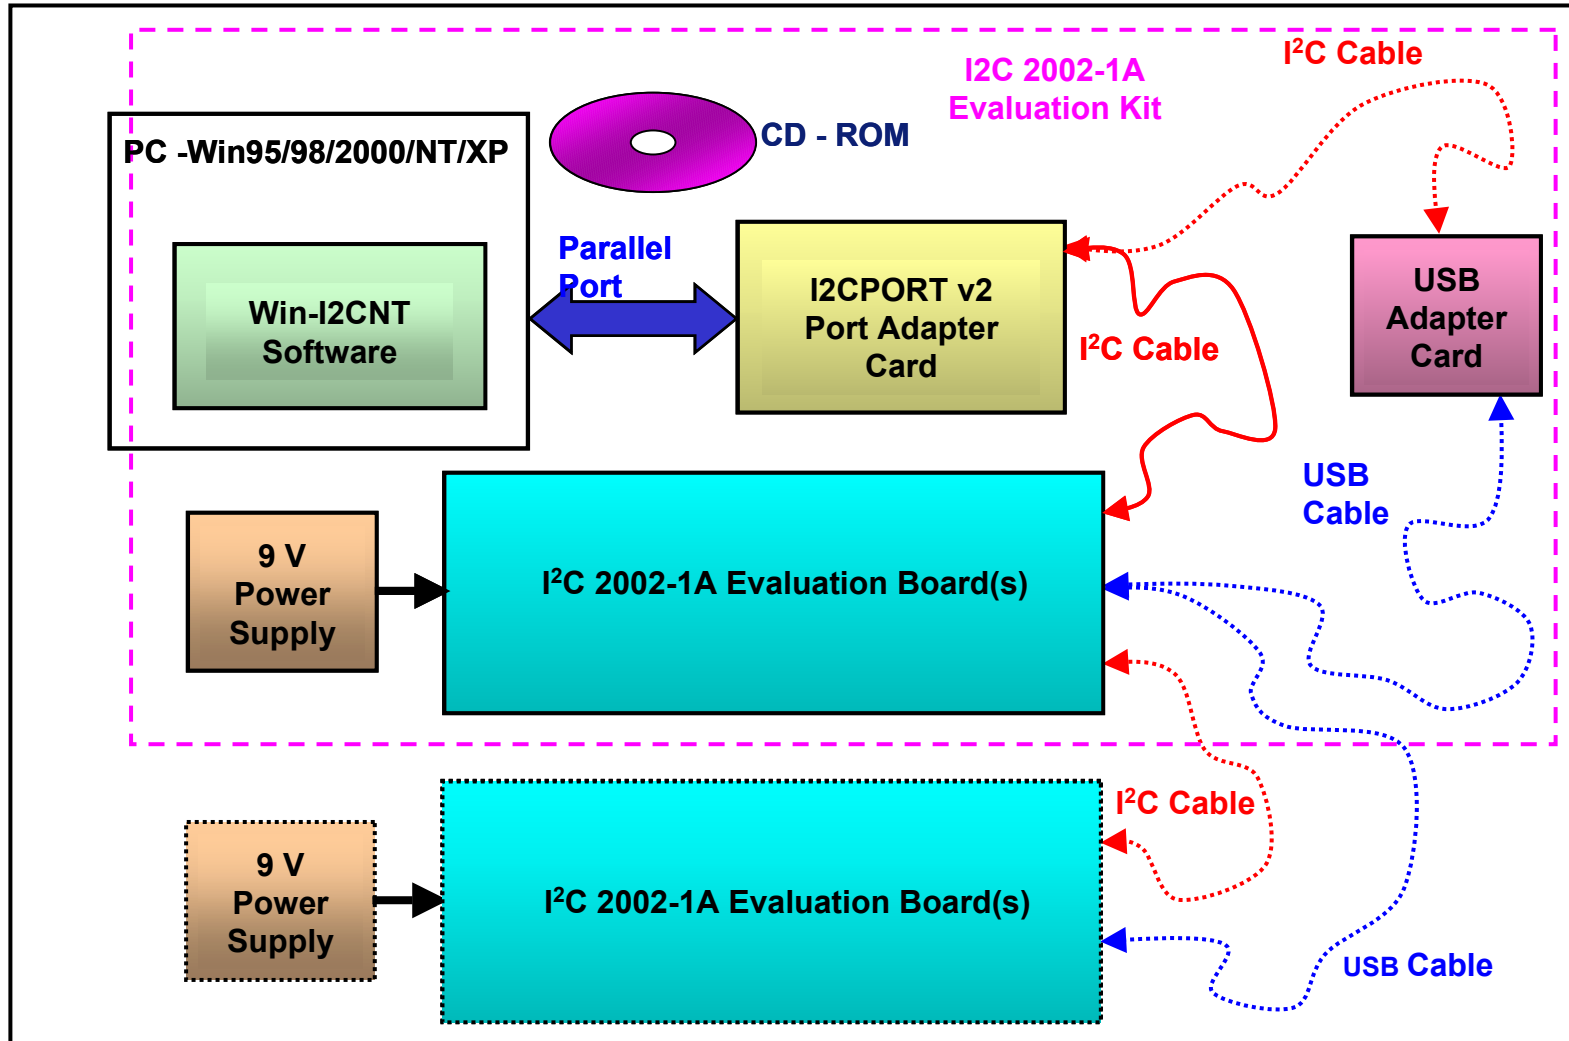 I²C Cable
I2C 2002-1A
Evaluation Kit
CD - ROM
PC -Win95/98/2000/NT/XP
Parallel
Port
Win-I2CNT
Software
I2CPORT v2
Port Adapter
Card
I²C Cable
USB
Adapter
Card
USB
Cable
9 V
Power
Supply
I²C 2002-1A Evaluation Board(s)
I²C Cable
9 V
Power
Supply
I²C 2002-1A Evaluation Board(s)
USB Cable